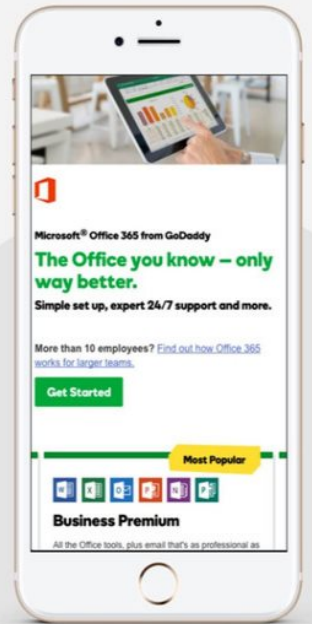 Microsoft® Office 365 from GoDaddy
The Office you know — only
way better.
Simple set up, expert 24/7 support and more.
More than 10 employees? Find out how Office 365
works for larger teams.
Get Started
Most Popular
Business Premium
All the Office tools, plus email that's as professional as